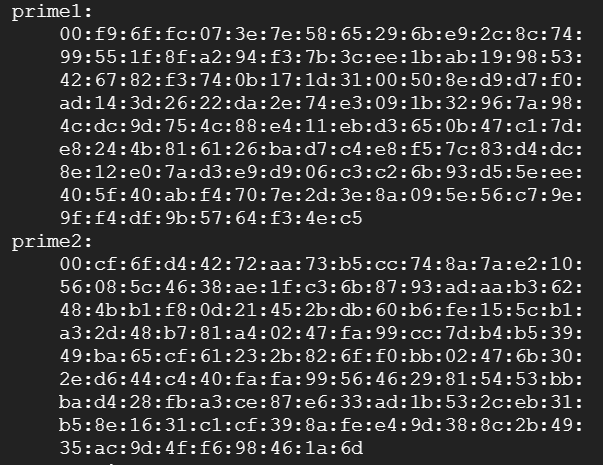 prime1:
00:f9:6f:fc:07:3e:7e:58:65:29:6b:e9:2c:8c:74:
99:55:1f:8f:a2:94:f3:7b:3c:ee:1b:ab:19:98:53:
42:67:82:f3:74:0b:17:1d:31:00:50:8e:d9:d7:f0:
ad:14:3d:26:22:da:2e:74:e3:09:1b:32:96:7a:98:
4c:dc:9d:75:4c:88:e4:11:eb:d3:65:0b:47:c1:7d:
e8:24:4b:81:61:26:ba:d7:c4:e8:f5:7c:83:d4:dc:
8e:12:e0:7a:d3:e9:d9:06:c3:c2:6b:93:d5:5e:ee:
40:5f:40:ab:f4:70:7e:2d:3e:8a:09:5e:56:c7:9e:
9f:f4:df:9b:57:64:f3:4e:c5
prime2:
00:cf:6f:d4:42:72:aa:73:b5:cc:74:8a:7a:e2:10:
56:08:5c:46:38:ae:1f:c3:6b:87:93:ad:aa:b3:62:
48:4b:b1:f8:0d:21:45:2b:db:60:b6:fe:15:5c:b1:
a3:2d:48:b7:81:a4:02:47:fa:99:cc:7d:b4:b5:39:
49:ba:65:cf:61:23:2b:82:6f:f0:bb:02:47:6b:30:
2e:d6:44:c4:40:fa:fa:99:56:46:29:81:54:53:bb:
ba:d4:28:fb:a3:ce:87:e6:33:ad:1b:53:2c:eb:31:
b5:8e:16:31:c1:cf:39:8a:fe:e4:9d:38:8c:2b:49:
35:ac:9d:4f:f6:98:46:1a:6d